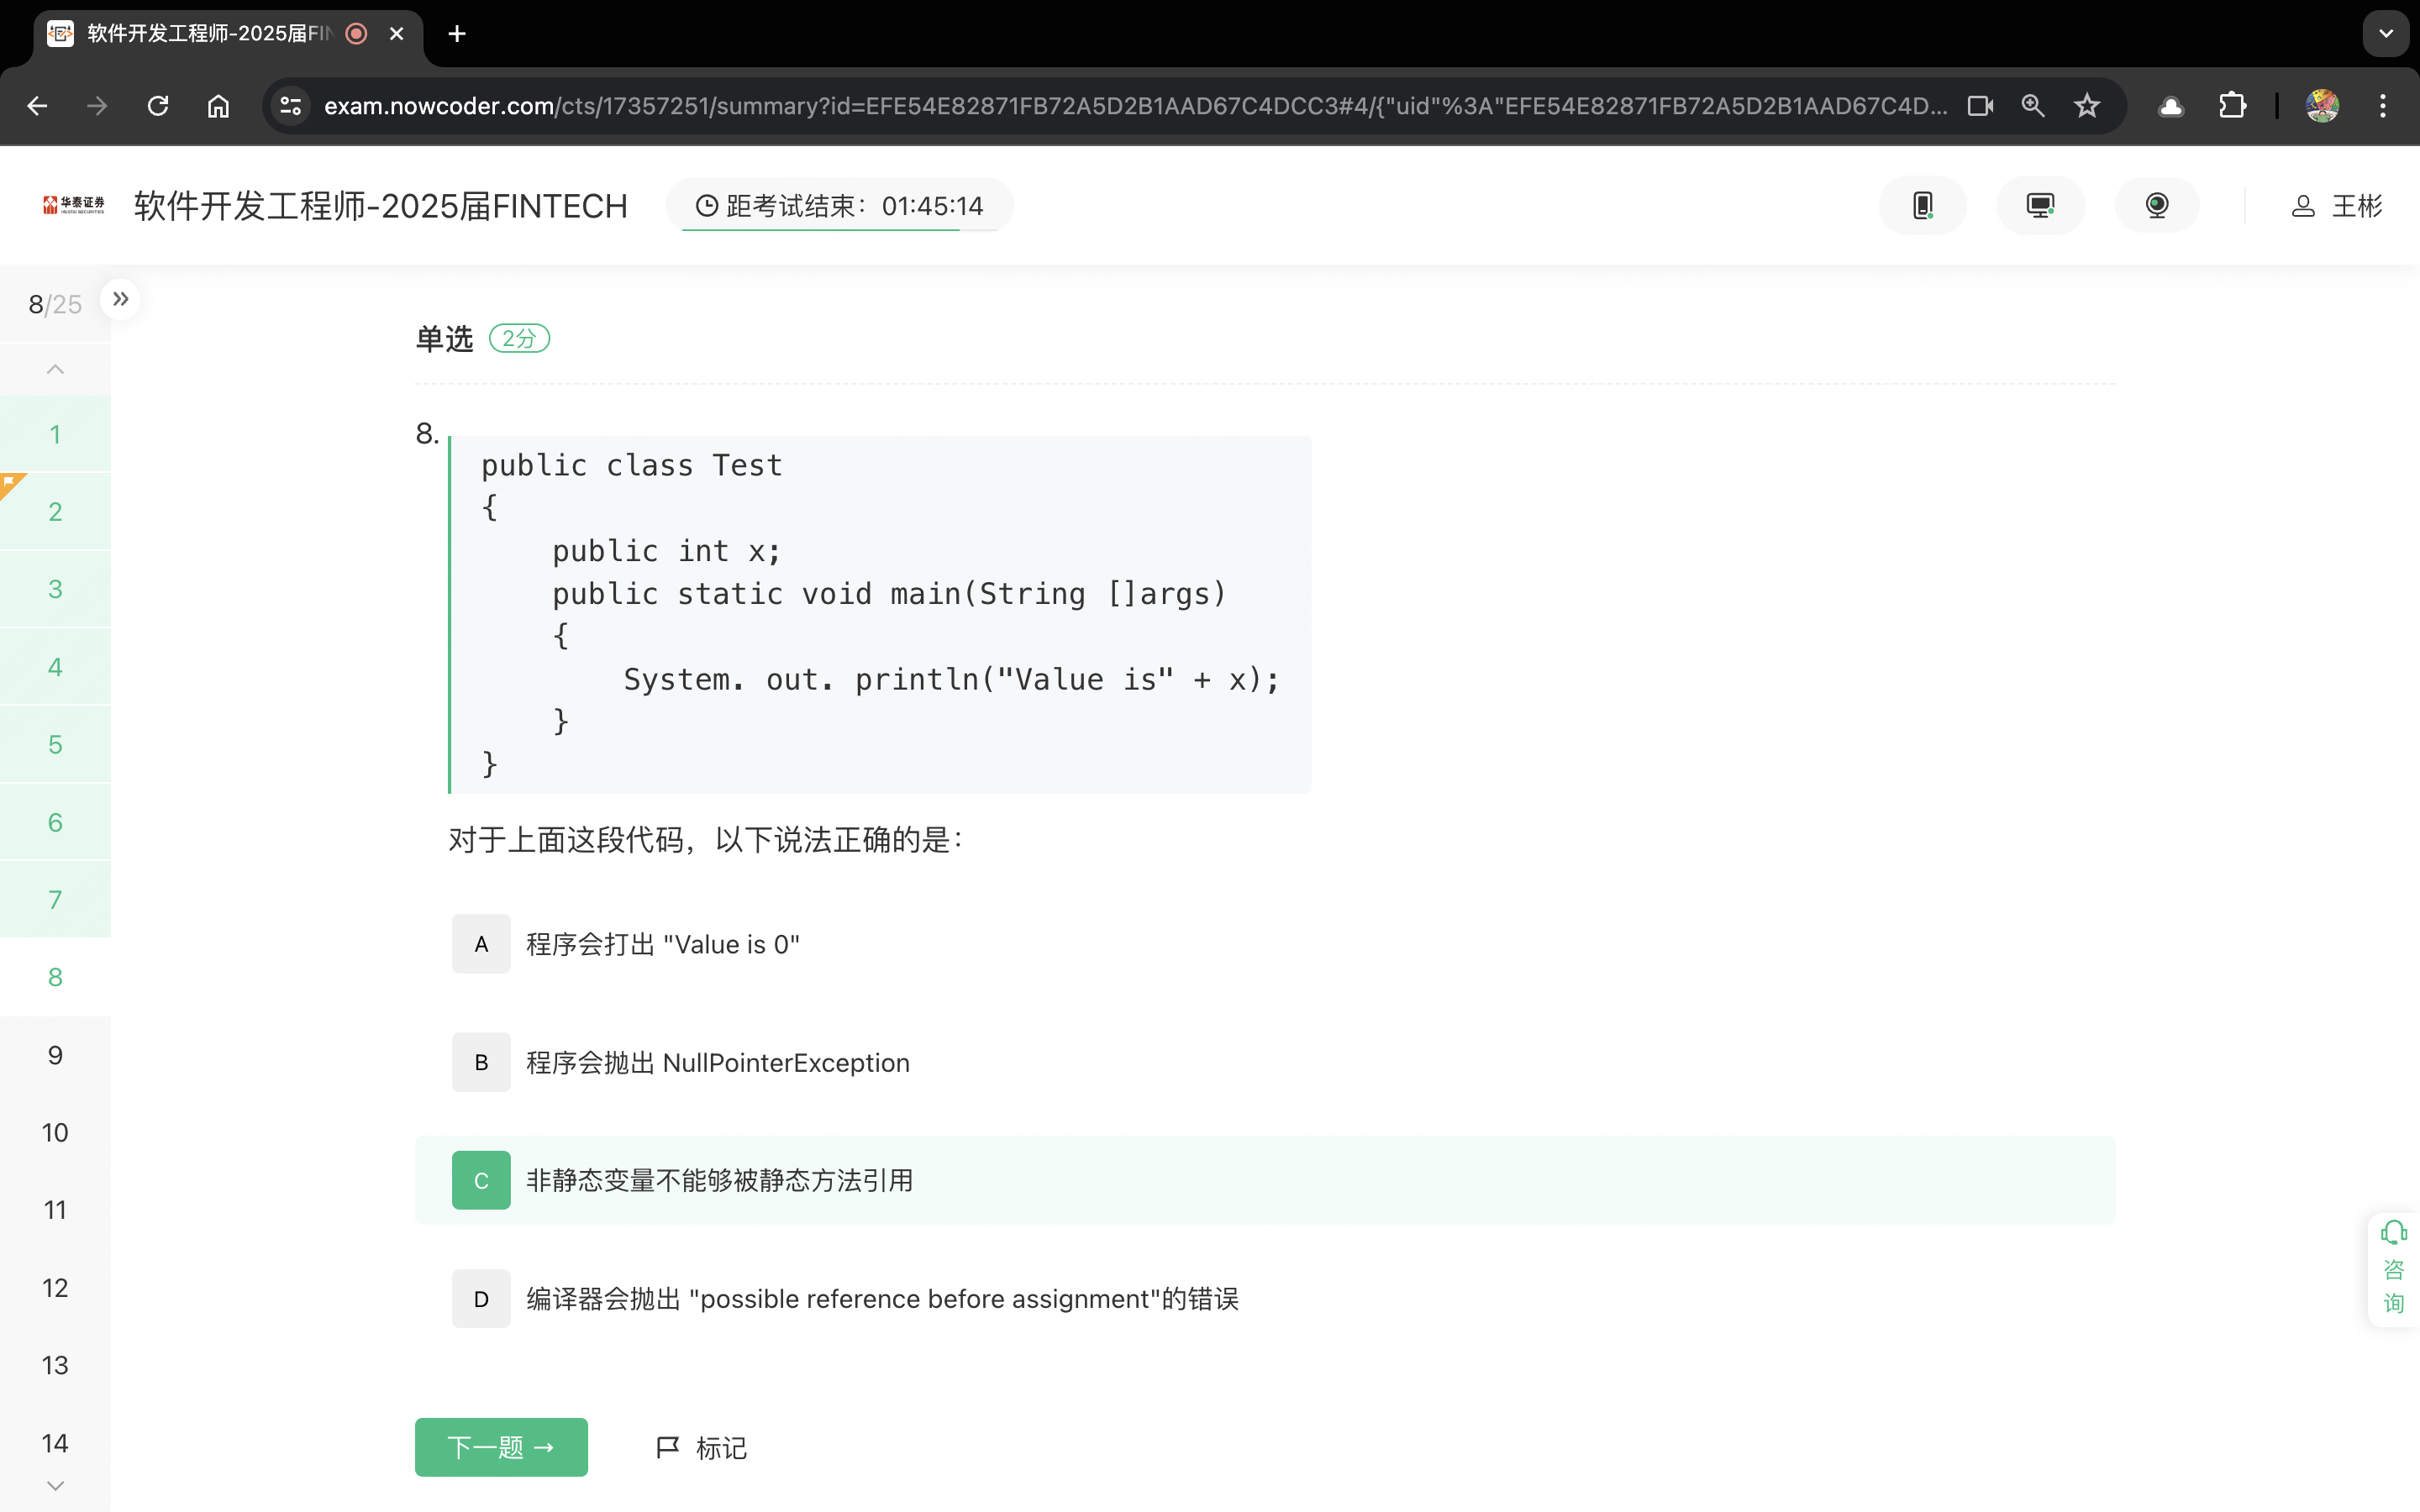 软件开发工程师-2025届FIN
exam.nowcoder.com/cts/17357251/summary?id=EFE54E82871FB72A5D2B1AAD67C4DCC3#4/{"uid"%3A"EFE54E82871FB72A5D2B1AAD67C4D...
华泰证券
HUATAI SECURITIES
软件开发工程师-2025届FINTECH
距考试结束：01:45:14
王彬
8/25
单选
2分
1
2
3
4
5
6
7
8
9
10
11
12
13
14
8.
public class Test
{
    public int x;
    public static void main(String []args)
    {
        System. out. println("Value is" + x);
    }
}
对于上面这段代码，以下说法正确的是：
A 程序会打出 "Value is 0"
B 程序会抛出 NullPointerException
C 非静态变量不能够被静态方法引用
D 编译器会抛出 "possible reference before assignment"的错误
下一题 →
标记
咨
询